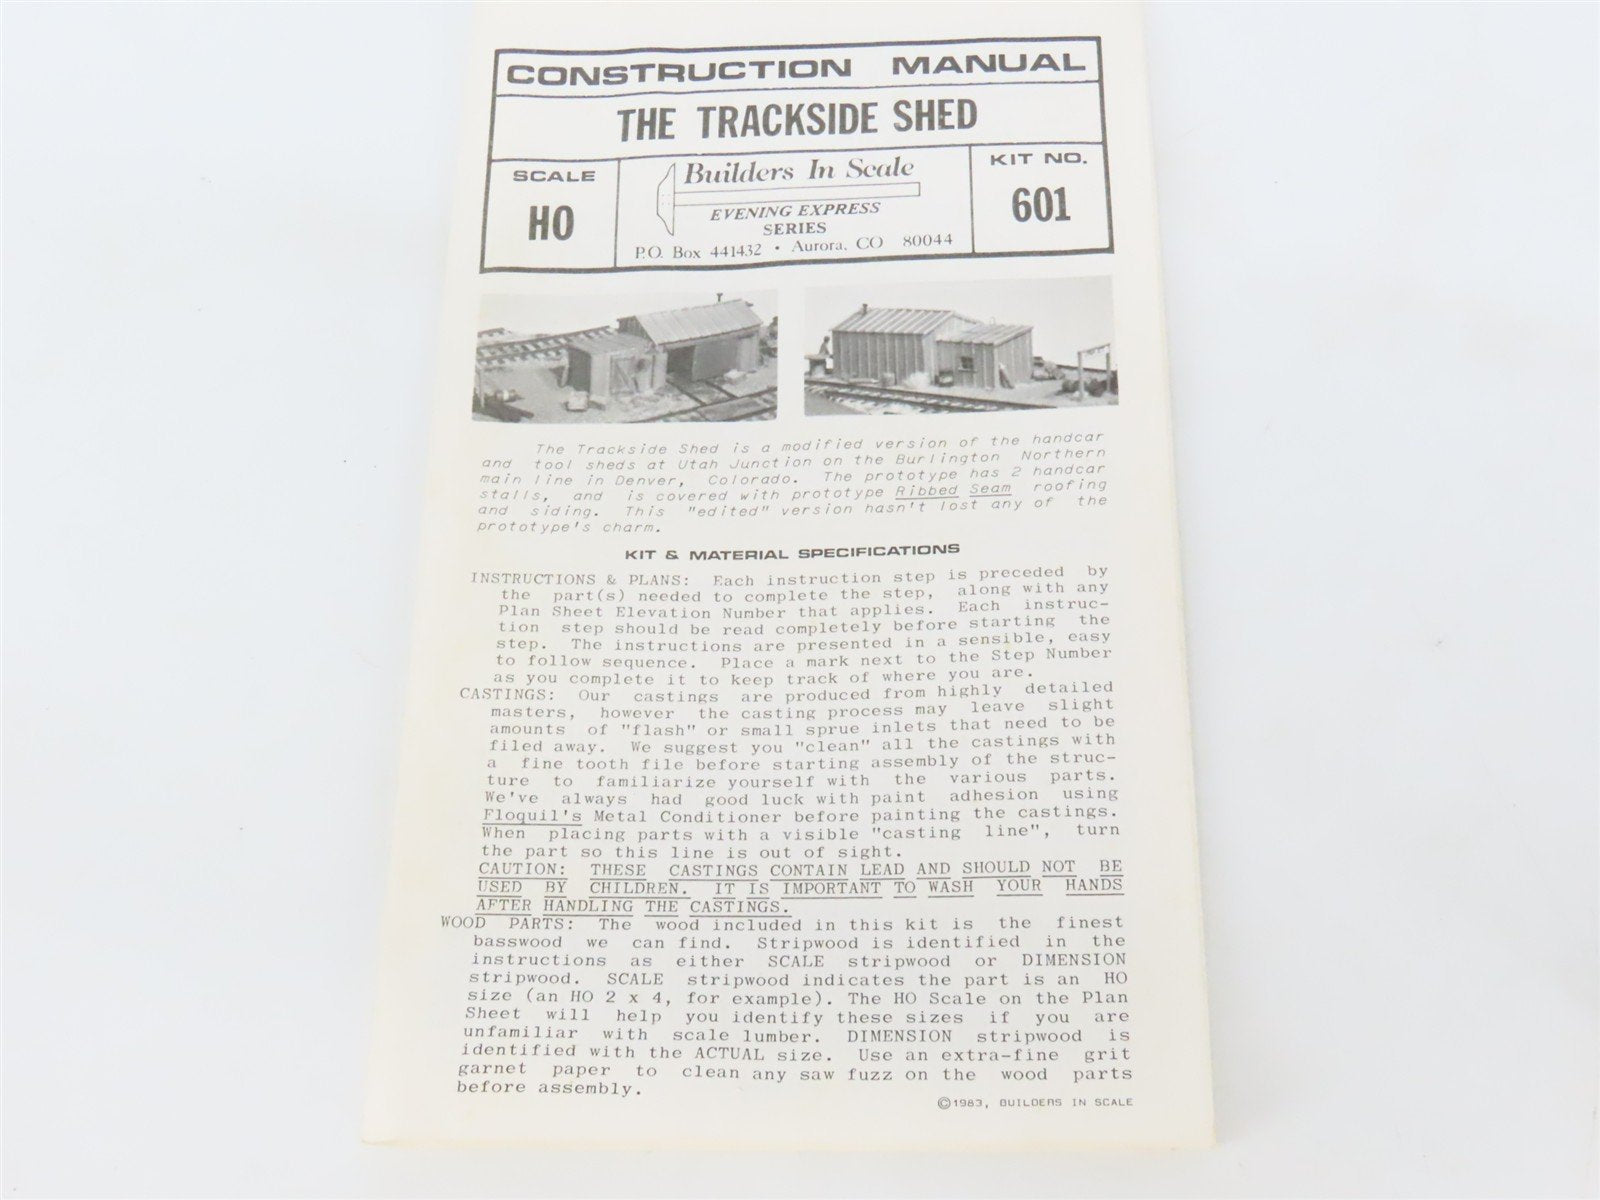 CONSTRUCTION MANUAL
THE TRACKSIDE SHED
SCALE
HO
Builders In Scale
EVENING EXPRESS
SERIES
P.O. Box 441432 • Aurora, CO 80044
KIT NO.
601
The Trackside Shed is a modified version of the handcar
and tool sheds at Utah Junction on the Burlington Northern
main line in Denver, Colorado. The prototype has 2 handcar
stalls, and is covered with prototype Ribbed Seam roofing
and siding. This "edited" version hasn't lost any of the
prototype's charm.
KIT & MATERIAL SPECIFICATIONS
INSTRUCTIONS & PLANS: Each instruction step is preceded by
the part(s) needed to complete the step, along with any
Plan Sheet Elevation Number that applies. Each instruc-
tion step should be read completely before starting the
step. The instructions are presented in a sensible, easy
to follow sequence. Place a mark next to the Step Number
as you complete it to keep track of where you are.
CASTINGS: Our castings are produced from highly detailed
masters, however the casting process may leave slight
amounts of "flash" or small sprue inlets that need to be
filed away. We suggest you "clean" all the castings with
a fine tooth file before starting assembly of the struc-
ture to familiarize yourself with the various parts.
We've always had good luck with paint adhesion using
Floquil's Metal Conditioner before painting the castings.
When placing parts with a visible "casting line", turn
the part so this line is out of sight.
CAUTION: THESE CASTINGS CONTAIN LEAD AND SHOULD NOT BE
USED BY CHILDREN. IT IS IMPORTANT TO WASH YOUR HANDS
AFTER HANDLING THE CASTINGS.
WOOD PARTS: The wood included in this kit is the finest
basswood we can find. Stripwood is identified in the
instructions as either SCALE stripwood or DIMENSION
stripwood. SCALE stripwood indicates the part is an HO
size (an HO 2 x 4, for example). The HO Scale on the Plan
Sheet will help you identify these sizes if you are
unfamiliar with scale lumber. DIMENSION stripwood is
identified with the ACTUAL size. Use an extra-fine grit
garnet paper to clean any saw fuzz on the wood parts
before assembly.
©1983, BUILDERS IN SCALE